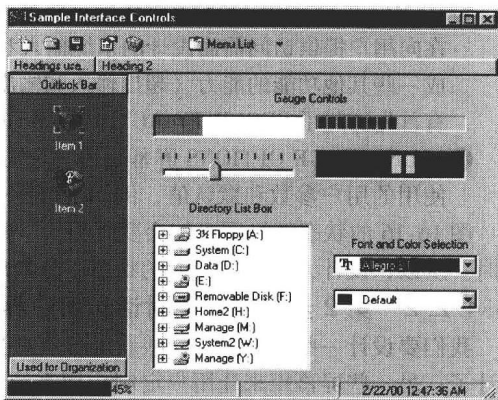 Sample Interface Controls
Menu List
Headings use... Heading 2
Outlook Bar
Gauge Controls
Item 1
Item 2
Directory List Box
3½ Floppy (A:)
System (C:)
Data (D:)
(E:)
Removable Disk (F:)
Home2 (H:)
Manage (M:)
System2 (W:)
Manage (Y:)
Font and Color Selection
Default
Used for Organization
45%
2/22/00 12:47:36 AM